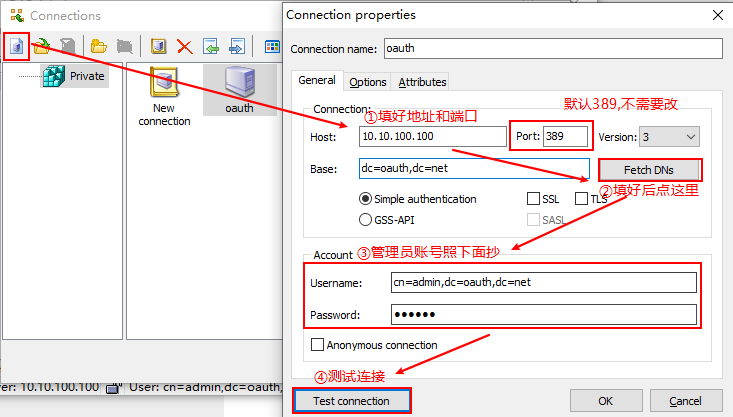 Connections
Private
New connection
oauth
Connection properties
Connection name:
oauth
General
Options
Attributes
默认389,不需要改
Connection:
①填好地址和端口
Host:
10.10.100.100
Port:
389
Version:
3
Base:
dc=oauth,dc=net
Fetch DNs
②填好后点这里
Simple authentication
SSL
TLS
GSS-API
SASL
Account
③管理员账号照下面抄
Username:
cn=admin,dc=oauth,dc=net
Password:
••••••
Anonymous connection
④测试连接
er: 10.10.100.100
User: cn=admin,dc=oauth,
Test connection
OK
Cancel